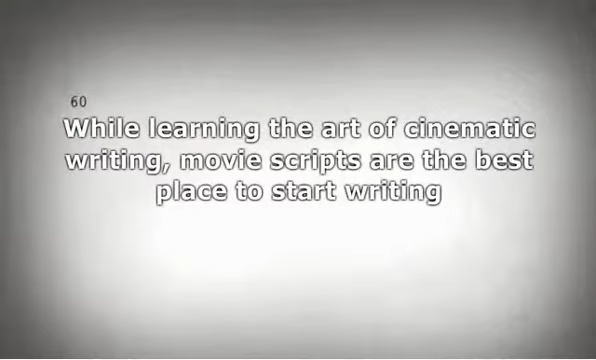 60
While learning the art of cinematic
writing, movie scripts are the best
place to start writing